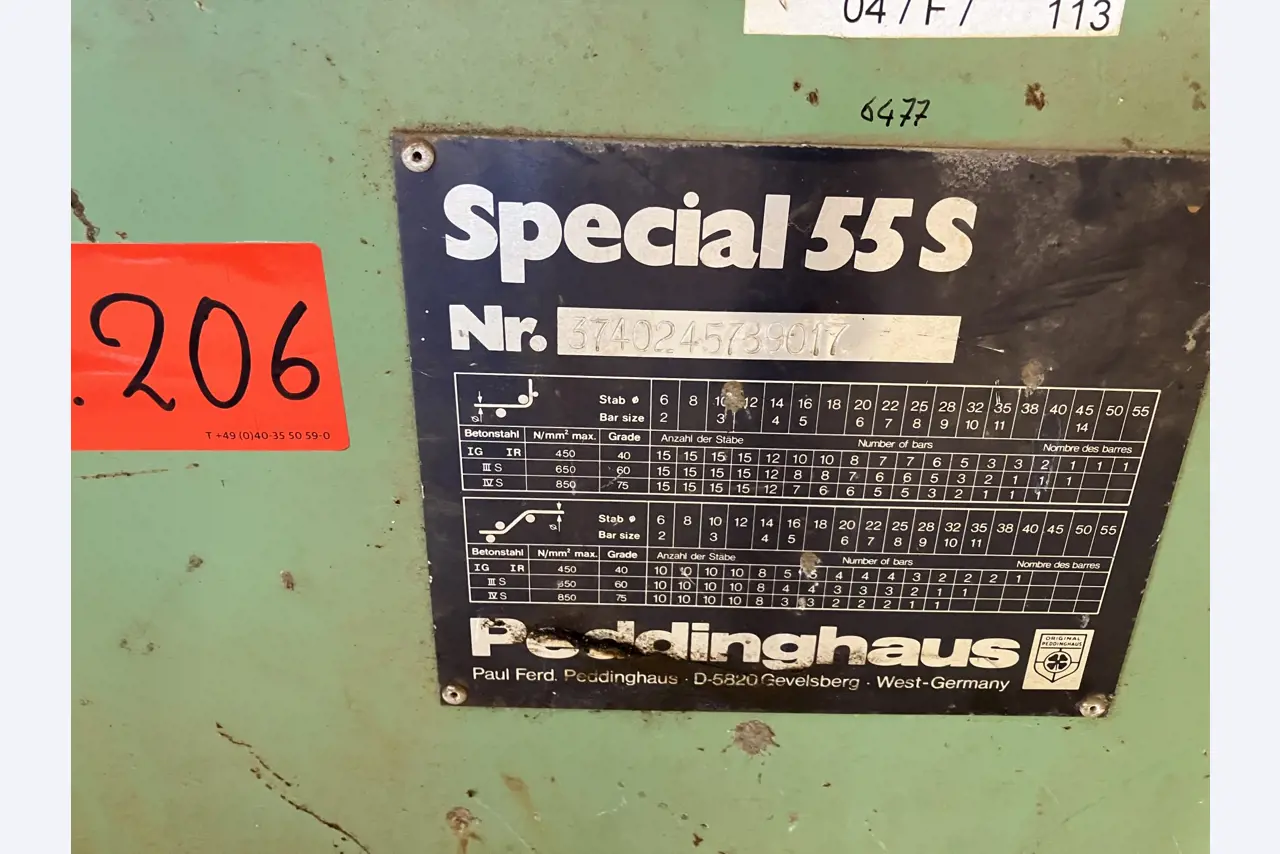 04 / F / 113
6477
Special 55 S
Nr. 3740245739017
.206
T +49 (0)40-35 50 59-0
Stab ø 6 8 10 12 14 16 18 20 22 25 28 32 35 38 40 45 50 55
Bar size 2 3 4 5 6 7 8 9 10 11 14
Betonstahl N/mm² max. Grade Anzahl der Stäbe Number of bars Nombre des barres
IG IR 450 40 15 15 15 15 12 10 10 8 7 7 6 5 3 3 2 1 1 1
III S 650 60 15 15 15 15 12 8 8 7 6 6 5 3 2 1 1 1
IV S 850 75 15 15 15 15 12 7 6 6 5 5 3 2 1 1 1
Stab ø 6 8 10 12 14 16 18 20 22 25 28 32 35 38 40 45 50 55
Bar size 2 3 4 5 6 7 8 9 10 11
Betonstahl N/mm² max. Grade Anzahl der Stäbe Number of bars Nombre des barres
IG IR 450 40 10 10 10 10 8 5 5 4 4 4 3 2 2 2 1
III S 650 60 10 10 10 10 8 4 4 3 3 3 2 1 1
IV S 850 75 10 10 10 10 8 3 3 2 2 2 1 1
Peddinghaus
ORIGINAL
PEDDINGHAUS
Paul Ferd. Peddinghaus · D-5820 Gevelsberg · West-Germany